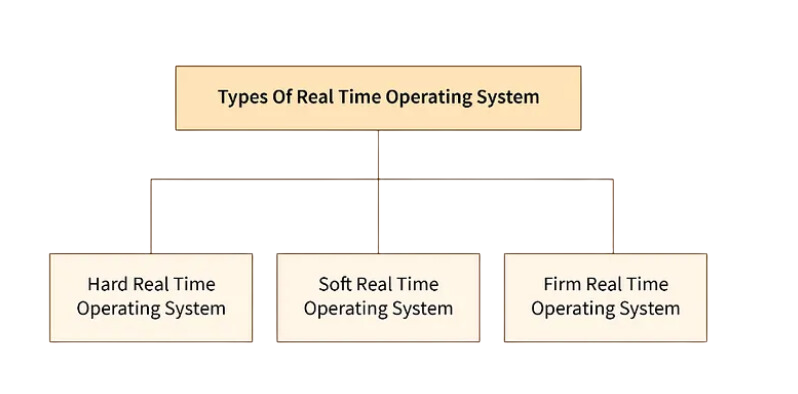 Types Of Real Time Operating System
Hard Real Time
Operating System
Soft Real Time
Operating System
Firm Real Time
Operating System